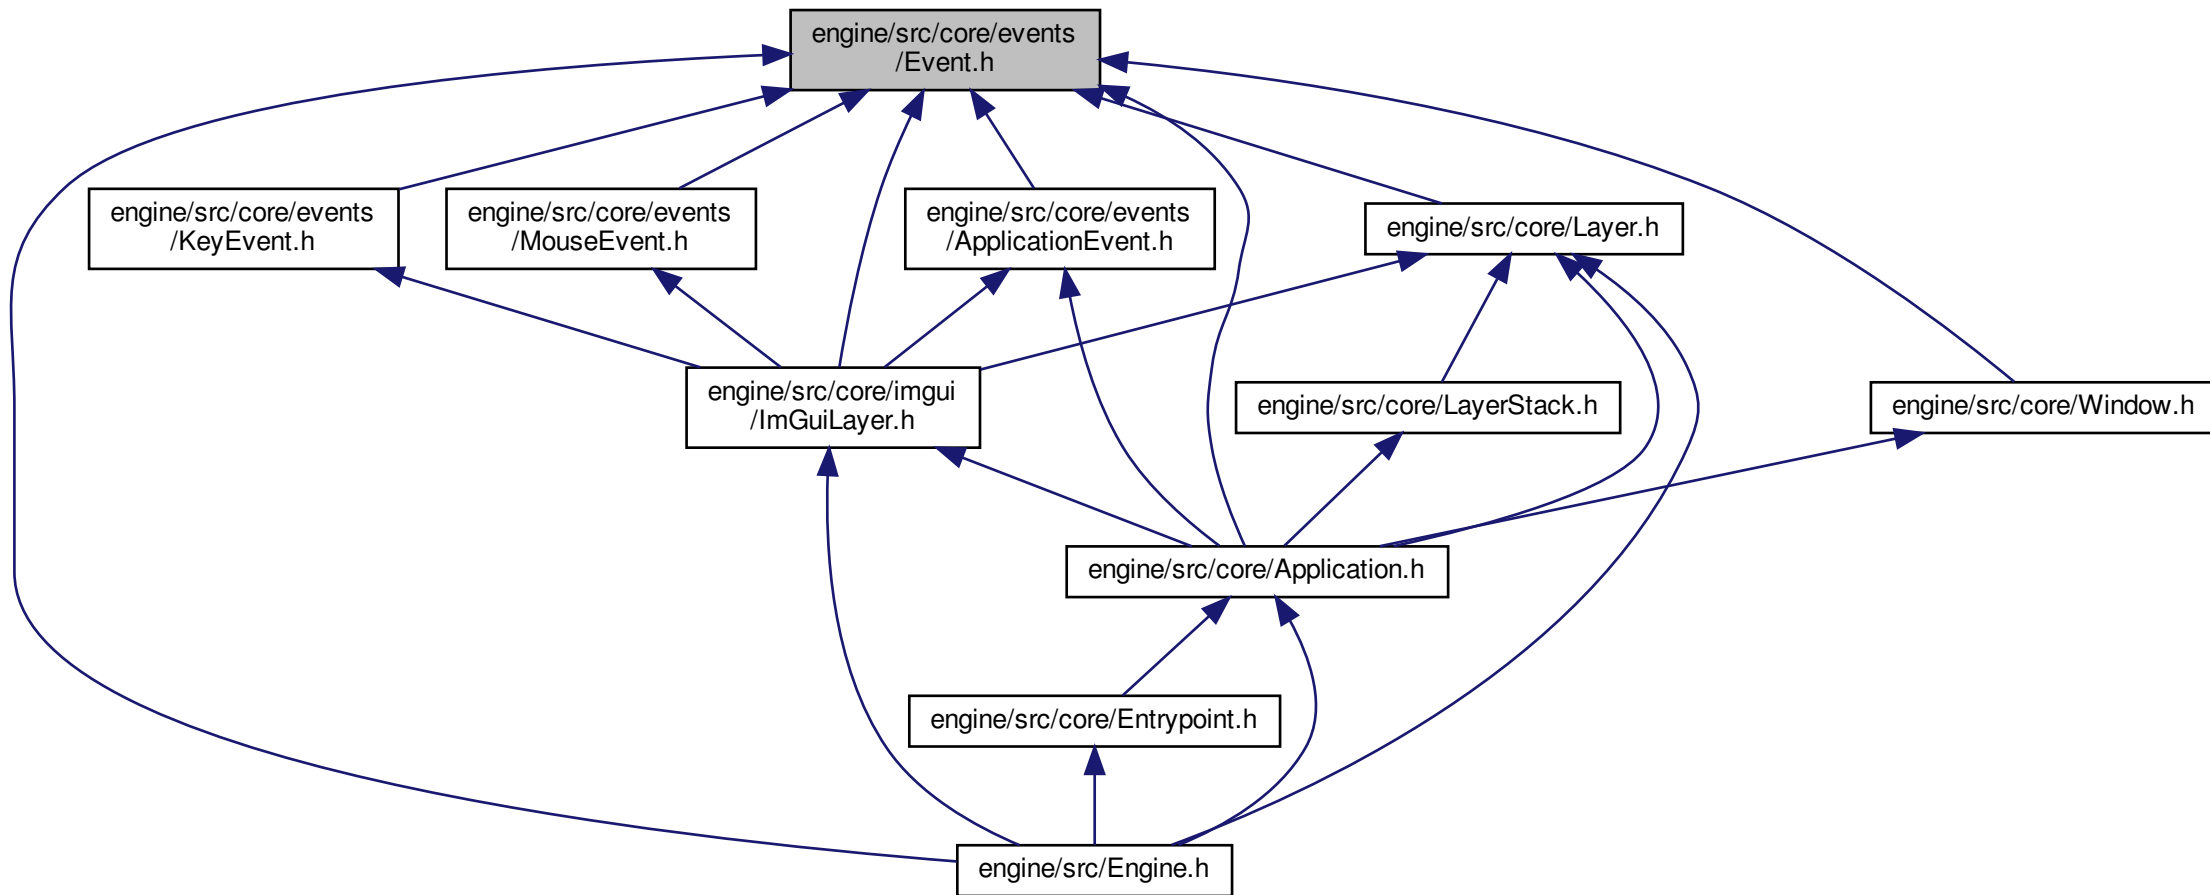 engine/src/core/events
/Event.h
engine/src/core/events
/KeyEvent.h
engine/src/core/events
/MouseEvent.h
engine/src/core/events
/ApplicationEvent.h
engine/src/core/Layer.h
engine/src/core/imgui
/ImGuiLayer.h
engine/src/core/LayerStack.h
engine/src/core/Window.h
engine/src/core/Application.h
engine/src/core/Entrypoint.h
engine/src/Engine.h